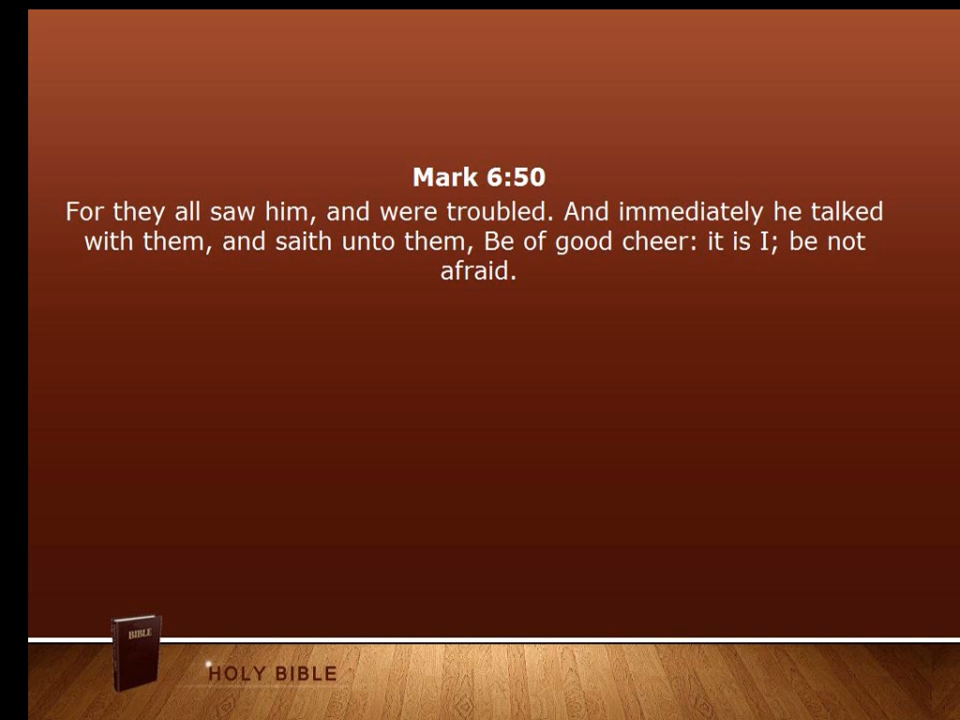 Mark 6:50
For they all saw him, and were troubled. And immediately he talked
with them, and saith unto them, Be of good cheer: it is I; be not
afraid.
BIBLE
HOLY BIBLE